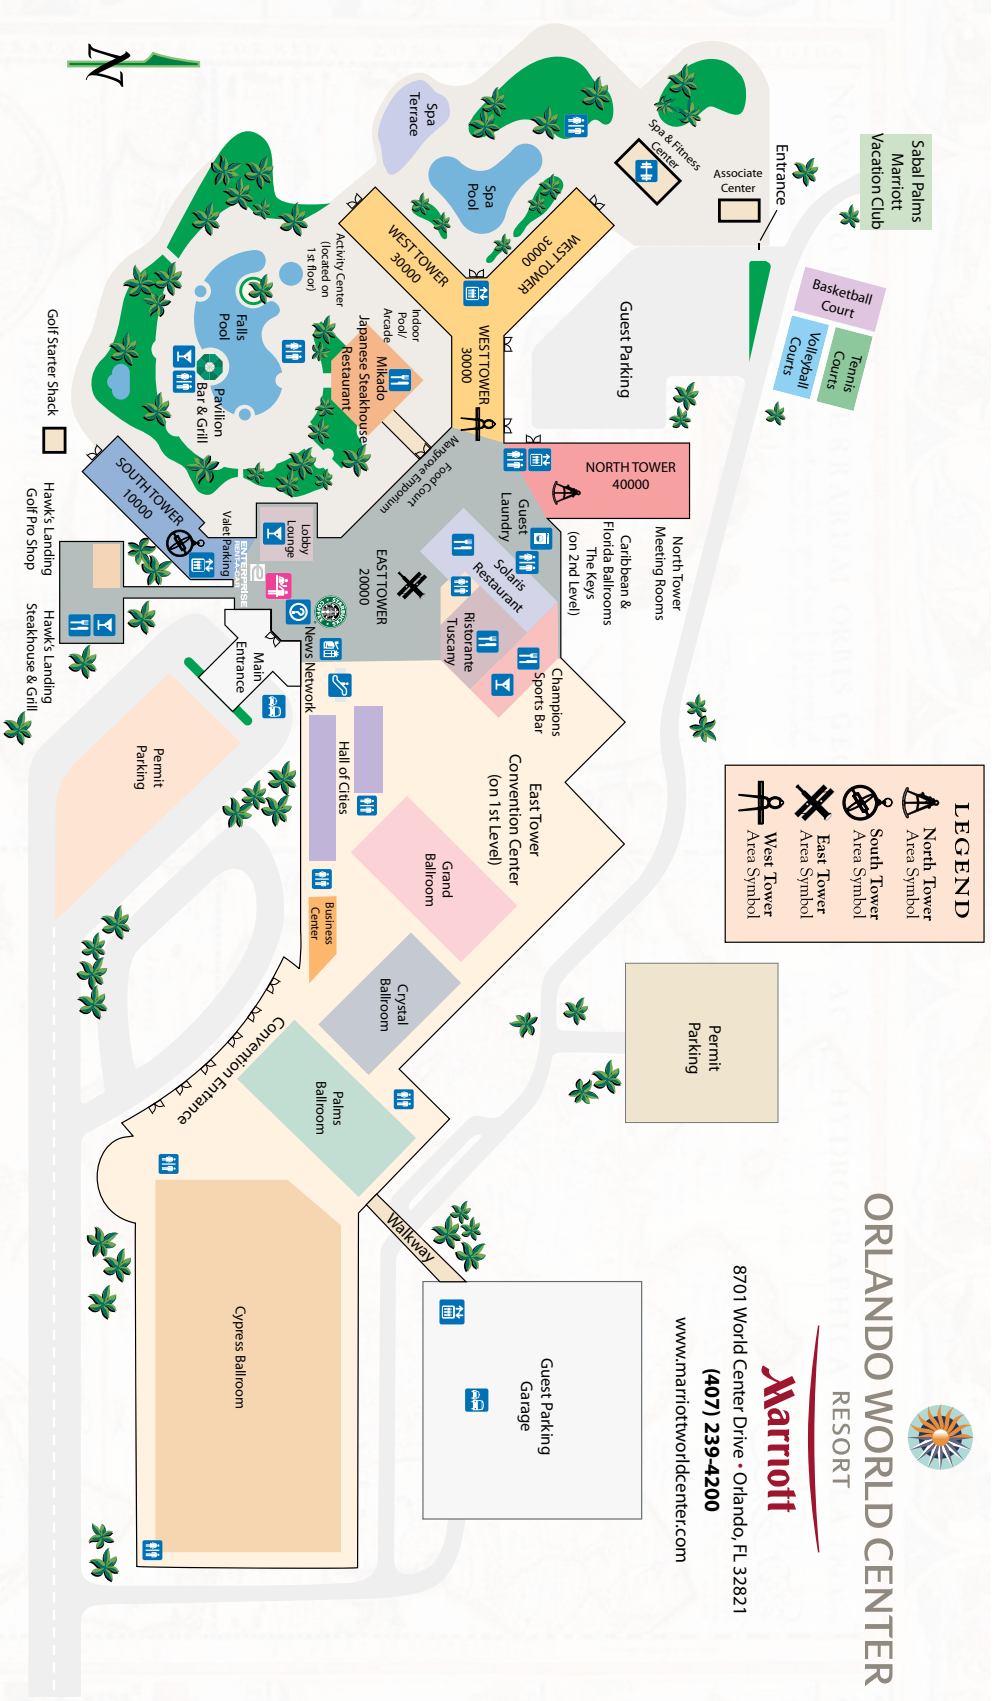 ORLANDO WORLD CENTER
RESORT
Marriott
8701 World Center Drive • Orlando, FL 32821
(407) 239-4200
www.marriottworldcenter.com
LEGEND
North Tower
Area Symbol
South Tower
Area Symbol
East Tower
Area Symbol
West Tower
Area Symbol
Sabal Palms
Marriott
Vacation Club
Entrance
Associate
Center
Spa & Fitness
Center
Spa
Terrace
Spa
Pool
Basketball
Court
Volleyball
Courts
Tennis
Courts
Guest Parking
WEST TOWER
30000
WEST TOWER
30000
WEST TOWER
30000
Activity Center
(located on
1st floor)
Indoor
Pool/
Arcade
Mikado
Japanese Steakhouse
Restaurant
Falls
Pool
Pavilion
Bar & Grill
Golf Starter Shack
NORTH TOWER
40000
North Tower
Meeting Rooms
Caribbean &
Florida Ballrooms
The Keys
(on 2nd Level)
Guest
Laundry
Food Court
Mangrove Emporium
Solaris
Restaurant
EAST TOWER
20000
Ristorante
Tuscany
Champions
Sports Bar
SOUTH TOWER
10000
Lobby
Lounge
Valet Parking
ENTERPRISE
RENT-A-CAR
e
News Network
Main
Entrance
Hawk's Landing
Golf Pro Shop
Hawk's Landing
Steakhouse & Grill
Permit
Parking
Hall of Cities
East Tower
Convention Center
(on 1st Level)
Grand
Ballroom
Business
Center
Crystal
Ballroom
Palms
Ballroom
Convention Entrance
Permit
Parking
Walkway
Guest Parking
Garage
Cypress Ballroom
N